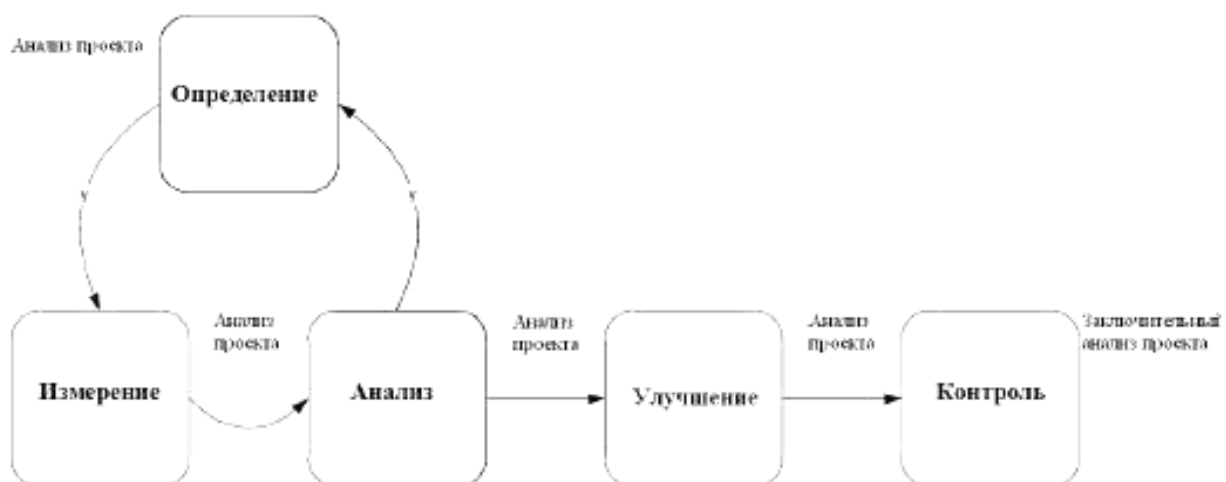 Анализ проекта
Определение
Анализ
проекта
Анализ
проекта
Анализ
проекта
Заключительный
анализ проекта
Измерение
Анализ
Улучшение
Контроль